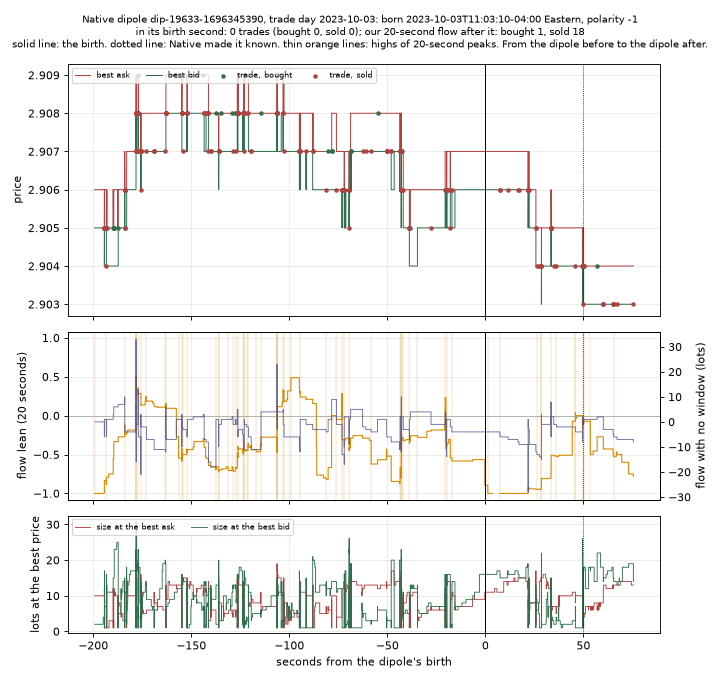 Native dipole dip-19633-1696345390, trade day 2023-10-03: born 2023-10-03T11:03:10-04:00 Eastern, polarity -1
in its birth second: 0 trades (bought 0, sold 0); our 20-second flow after it: bought 1, sold 18
solid line: the birth. dotted line: Native made it known. thin orange lines: highs of 20-second peaks. From the dipole before to the dipole after.
best ask
best bid
trade, bought
trade, sold
price
2.909
2.908
2.907
2.906
2.905
2.904
2.903
flow lean (20 seconds)
1.0
0.5
0.0
−0.5
−1.0
30
20
10
0
−10
−20
−30
flow with no window (lots)
size at the best ask
size at the best bid
lots at the best price
30
20
10
0
−200
−150
−100
−50
0
50
seconds from the dipole's birth